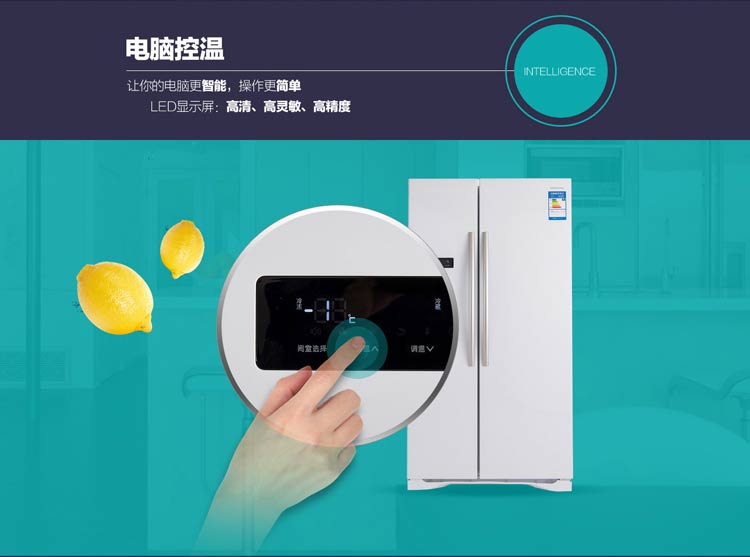 电脑控温
INTELLIGENCE
让你的电脑更智能，操作更简单
LED显示屏：高清、高灵敏、高精度
冷冻
冷藏
-1
℃
间室选择
温∧
调温∨